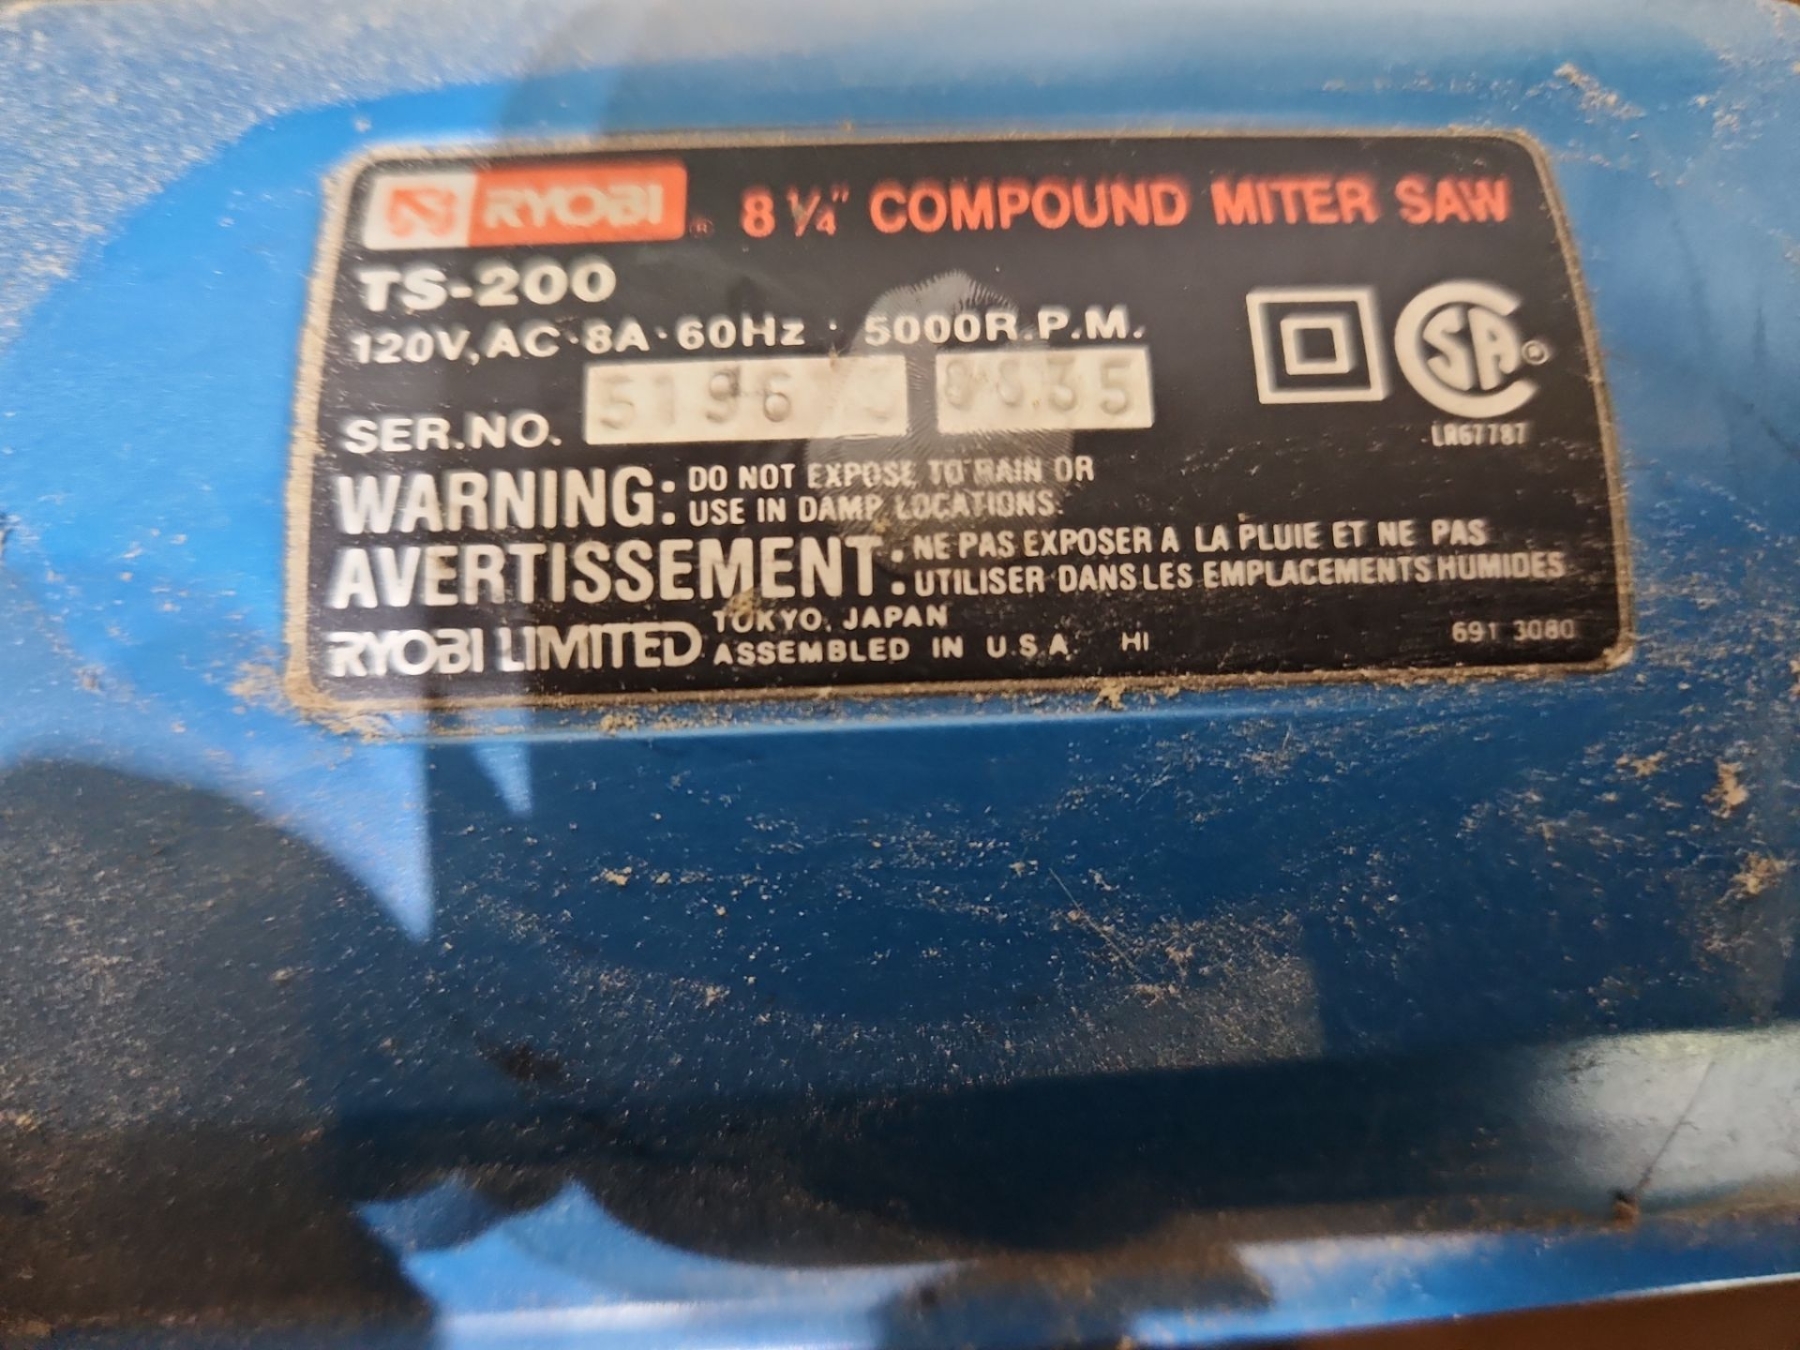 RYOBI® 8 1/4" COMPOUND MITER SAW
TS-200
120V, AC·8A·60Hz · 5000R.P.M.
SER.NO. 5196
WARNING: DO NOT EXPOSE TO RAIN OR
USE IN DAMP LOCATIONS.
AVERTISSEMENT: NE PAS EXPOSER A LA PLUIE ET NE PAS
UTILISER DANS LES EMPLACEMENTS HUMIDES
RYOBI LIMITED TOKYO, JAPAN
ASSEMBLED IN U.S.A. HI
691 3080
CSA®
LR67787